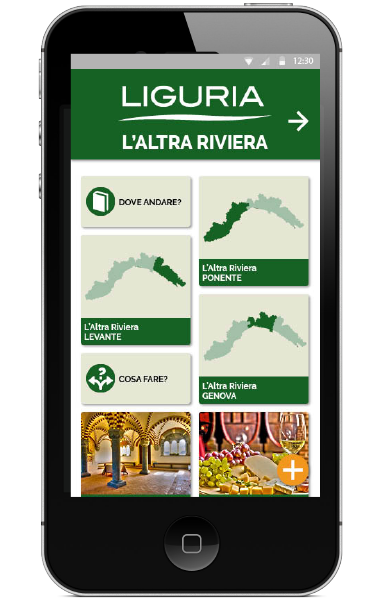 12:30
LIGURIA
L'ALTRA RIVIERA
DOVE ANDARE?
L'Altra Riviera
PONENTE
L'Altra Riviera
LEVANTE
L'Altra Riviera
GENOVA
COSA FARE?